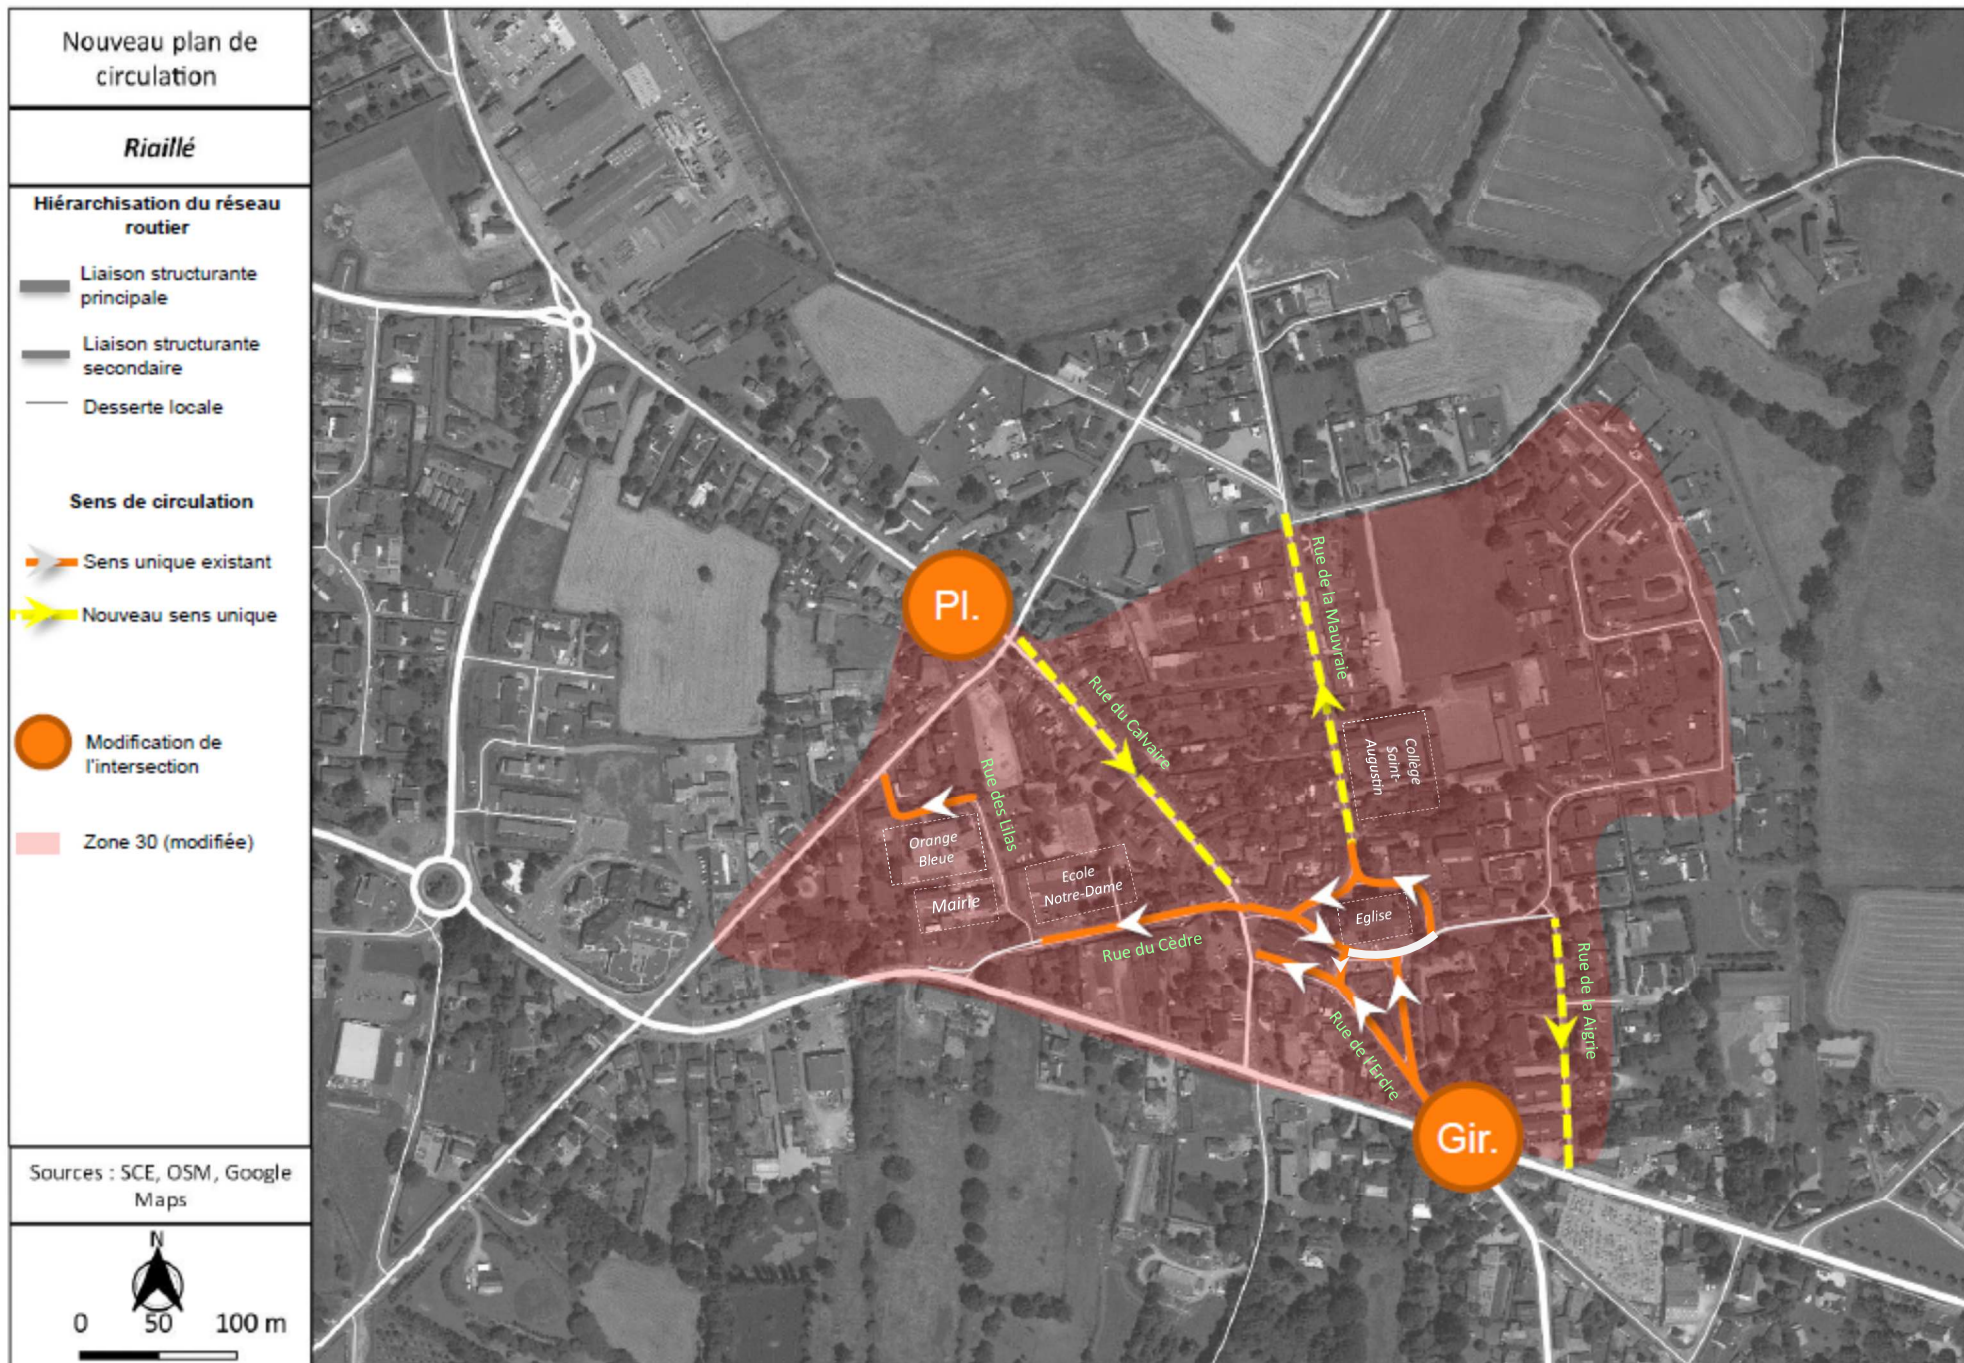 Nouveau plan de
circulation
Riaillé
Hiérarchisation du réseau
routier
Liaison structurante
principale
Liaison structurante
secondaire
Desserte locale
Sens de circulation
Sens unique existant
Nouveau sens unique
Modification de
l'intersection
Zone 30 (modifiée)
Sources : SCE, OSM, Google
Maps
N
0 50 100 m
Pl.
Rue de la Mauvraie
Rue du Calvaire
Collège
Saint-
Augustin
Rue des Lilas
Orange
Bleue
Ecole
Notre-Dame
Mairie
Eglise
Rue du Cèdre
Rue de la Aigrie
Rue de l'Erdre
Gir.